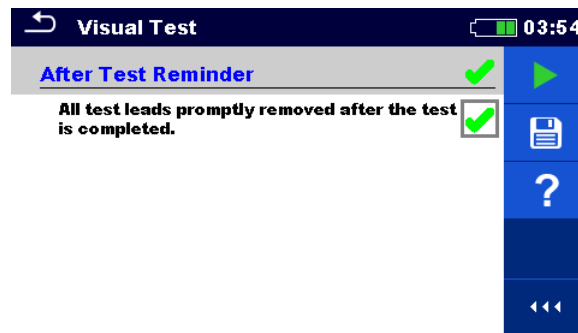 Visual Test
03:54
After Test Reminder
All test leads promptly removed after the test
is completed.
?